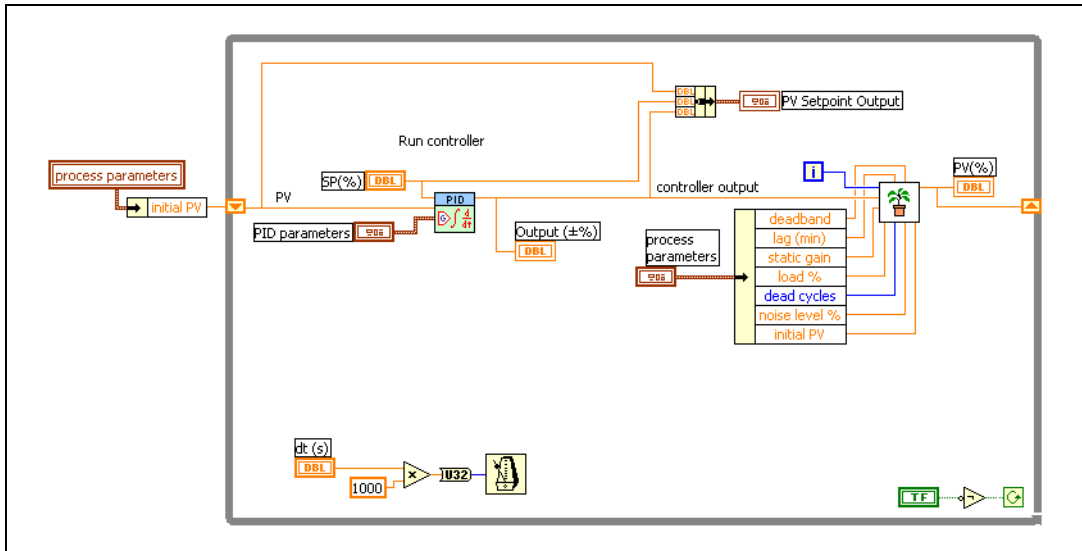 DBL
DBL
DBL
PV Setpoint Output
Run controller
process parameters
initial PV
SP(%)
DBL
PV
PID
d
dt
PID parameters
Output (±%)
DBL
controller output
i
PV(%)
DBL
process
parameters
deadband
lag (min)
static gain
load %
dead cycles
noise level %
initial PV
dt (s)
DBL
1000
x
U32
TF